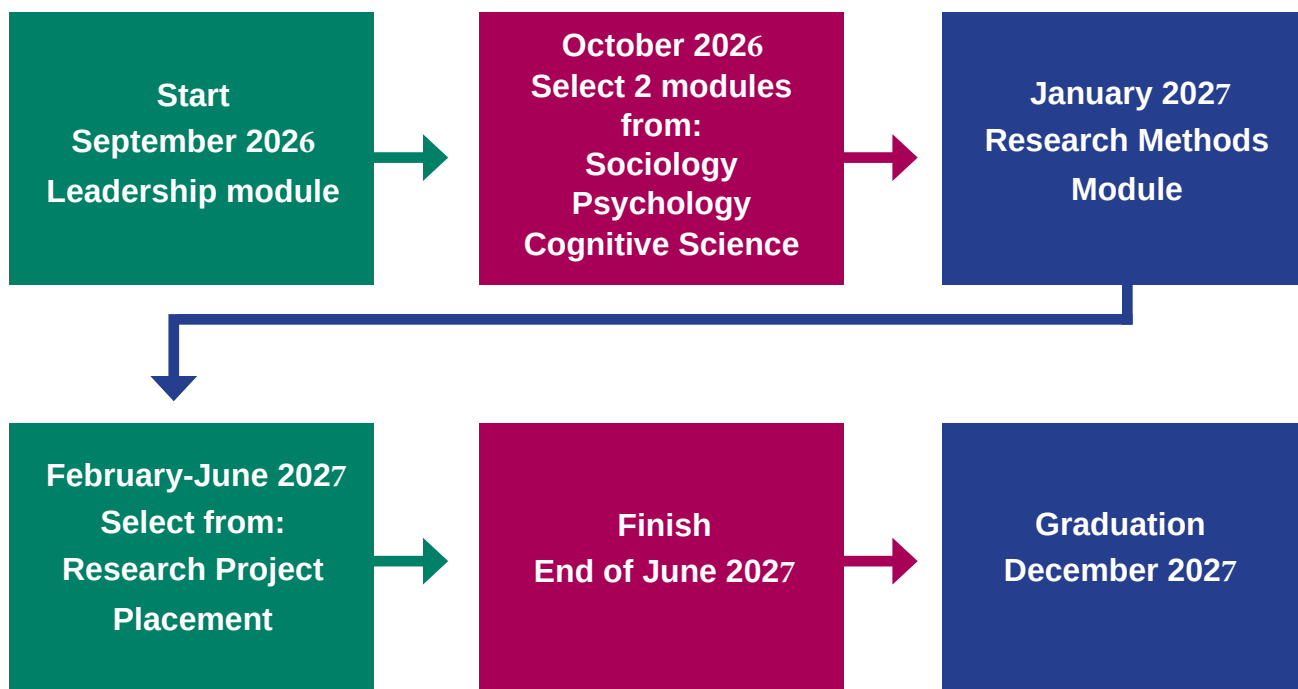 Start
September 2026
Leadership module
October 2026
Select 2 modules
from:
Sociology
Psychology
Cognitive Science
January 2027
Research Methods
Module
February-June 2027
Select from:
Research Project
Placement
Finish
End of June 2027
Graduation
December 2027